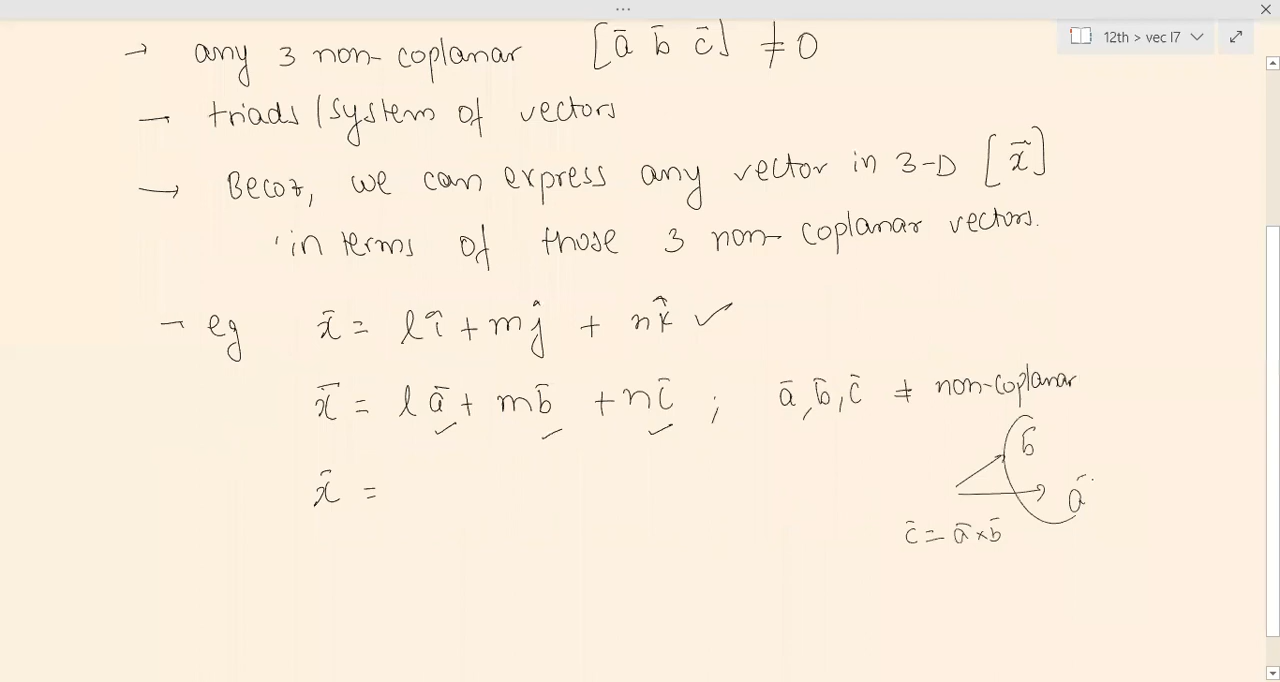 ...
12th > vec l7
→ any 3 non-coplanar [a̅ b̅ c̅] ≠ 0
→ triads / system of vectors
→ Becoz, we can express any vector in 3-D [x̅]
in terms of those 3 non-coplanar vectors.
- eg x̅ = lî + mĵ + nk̂ ✓
x̅ = la̅ + mb̅ + nc̅ ; a̅, b̅, c̅ ≠ non-coplanar
b̅
x̅ =
a̅
c̅ = a̅ × b̅